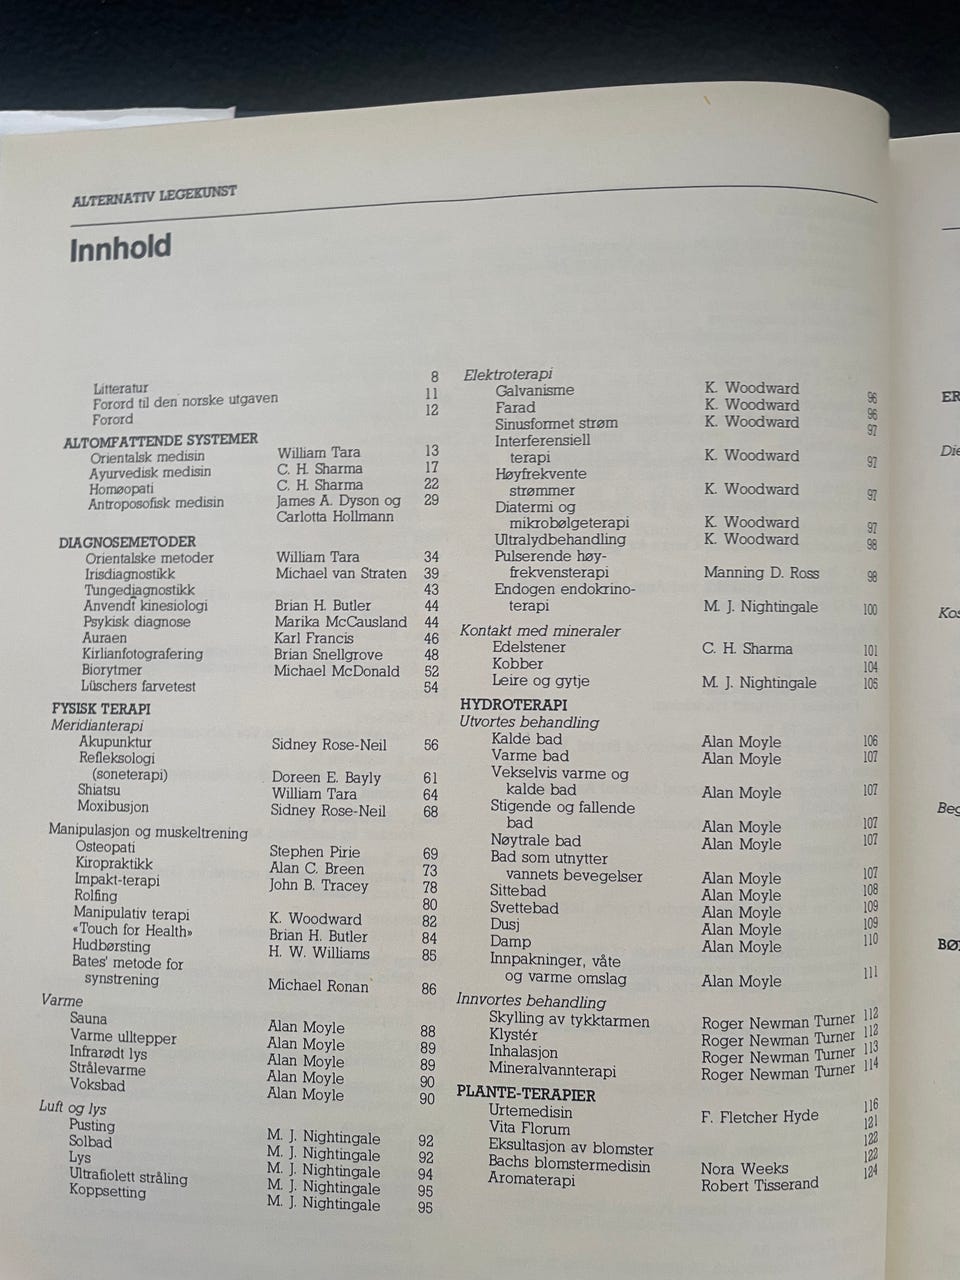 ALTERNATIV LEGEKUNST
Innhold
Litteratur 8
Forord til den norske utgaven 11
Forord 12
ALTOMFATTENDE SYSTEMER
Orientalsk medisin William Tara 13
Ayurvedisk medisin C. H. Sharma 17
Homøopati C. H. Sharma 22
Antroposofisk medisin James A. Dyson og 29
Carlotta Hollmann
DIAGNOSEMETODER
Orientalske metoder William Tara 34
Irisdiagnostikk Michael van Straten 39
Tungediagnostikk 43
Anvendt kinesiologi Brian H. Butler 44
Psykisk diagnose Marika McCausland 44
Auraen Karl Francis 46
Kirlianfotografering Brian Snellgrove 48
Biorytmer Michael McDonald 52
Lüschers farvetest 54
FYSISK TERAPI
Meridianterapi
Akupunktur Sidney Rose-Neil 56
Refleksologi
(soneterapi) Doreen E. Bayly 61
Shiatsu William Tara 64
Moxibusjon Sidney Rose-Neil 68
Manipulasjon og muskeltrening
Osteopati Stephen Pirie 69
Kiropraktikk Alan C. Breen 73
Impakt-terapi John B. Tracey 78
Rolfing 80
Manipulativ terapi K. Woodward 82
«Touch for Health» Brian H. Butler 84
Hudbørsting H. W. Williams 85
Bates' metode for
synstrening Michael Ronan 86
Varme
Sauna Alan Moyle 88
Varme ulltepper Alan Moyle 89
Infrarødt lys Alan Moyle 89
Strålevarme Alan Moyle 90
Voksbad Alan Moyle 90
Luft og lys
Pusting M. J. Nightingale 92
Solbad M. J. Nightingale 92
Lys M. J. Nightingale 94
Ultrafiolett stråling M. J. Nightingale 95
Koppsetting M. J. Nightingale 95
Elektroterapi
Galvanisme K. Woodward 96
Farad K. Woodward 96
Sinusformet strøm K. Woodward 97
Interferensiell
terapi K. Woodward 97
Høyfrekvente
strømmer K. Woodward 97
Diatermi og
mikrobølgeterapi K. Woodward 97
Ultralydbehandling K. Woodward 98
Pulserende høy-
frekvensterapi Manning D. Ross 98
Endogen endokrino-
terapi M. J. Nightingale 100
Kontakt med mineraler
Edelstener C. H. Sharma 101
Kobber 104
Leire og gytje M. J. Nightingale 105
HYDROTERAPI
Utvortes behandling
Kalde bad Alan Moyle 106
Varme bad Alan Moyle 107
Vekselvis varme og
kalde bad Alan Moyle 107
Stigende og fallende
bad Alan Moyle 107
Nøytrale bad Alan Moyle 107
Bad som utnytter
vannets bevegelser Alan Moyle 107
Sittebad Alan Moyle 108
Svettebad Alan Moyle 109
Dusj Alan Moyle 109
Damp Alan Moyle 110
Innpakninger, våte
og varme omslag Alan Moyle 111
Innvortes behandling
Skylling av tykktarmen Roger Newman Turner 112
Klystér Roger Newman Turner 112
Inhalasjon Roger Newman Turner 113
Mineralvannterapi Roger Newman Turner 114
PLANTE-TERAPIER
Urtemedisin F. Fletcher Hyde 116
Vita Florum 121
Eksultasjon av blomster 122
Bachs blomstermedisin Nora Weeks 122
Aromaterapi Robert Tisserand 124
ER
Die
Kos
Beg